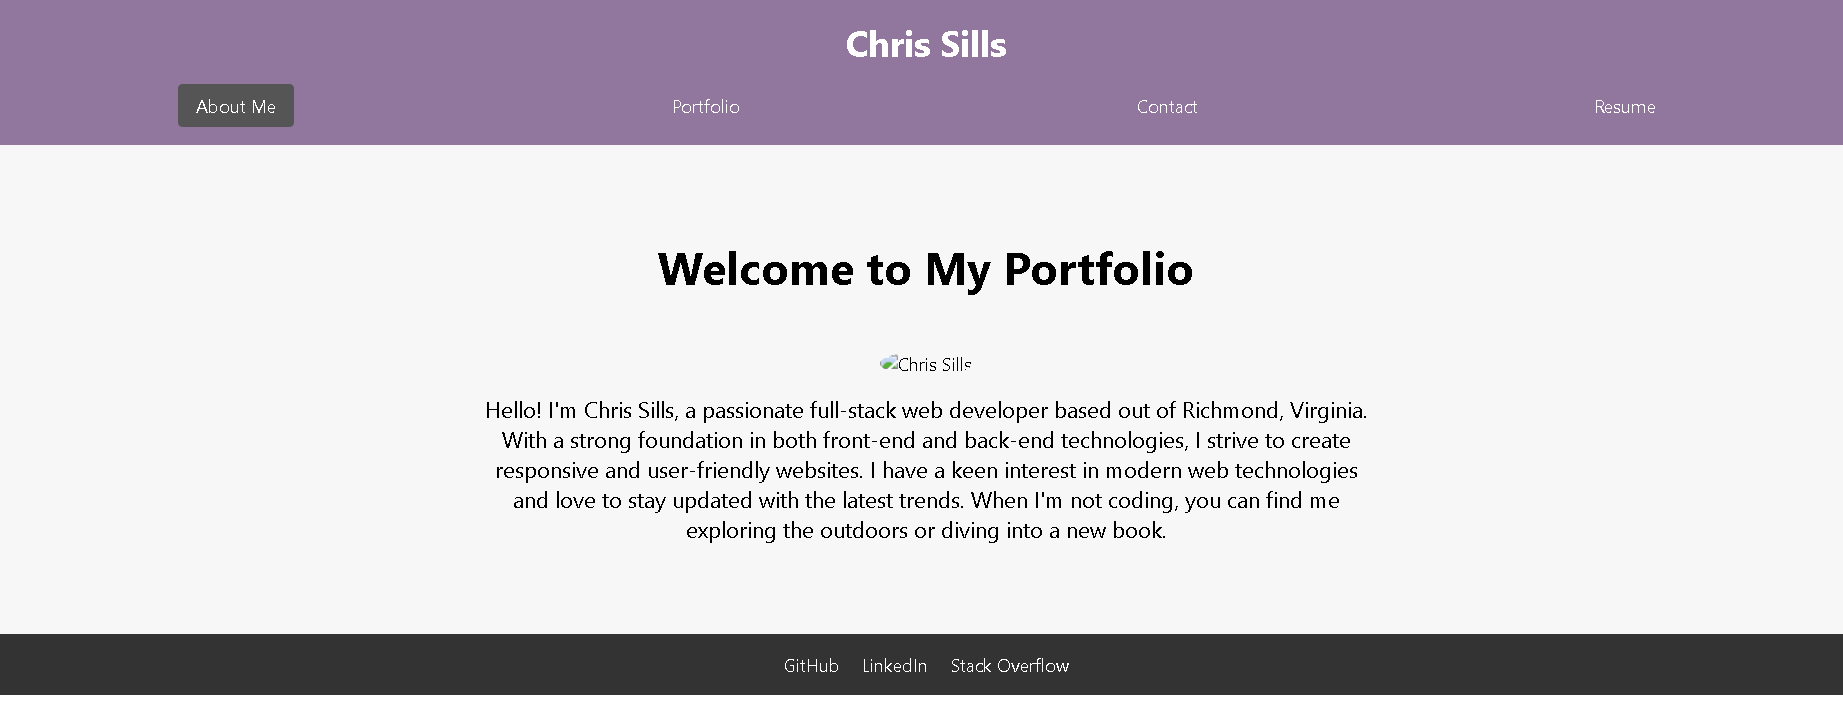 Chris Sills
About Me
Portfolio
Contact
Resume
Welcome to My Portfolio
Chris Sills
Hello! I'm Chris Sills, a passionate full-stack web developer based out of Richmond, Virginia.
With a strong foundation in both front-end and back-end technologies, I strive to create
responsive and user-friendly websites. I have a keen interest in modern web technologies
and love to stay updated with the latest trends. When I'm not coding, you can find me
exploring the outdoors or diving into a new book.
GitHub
LinkedIn
Stack Overflow